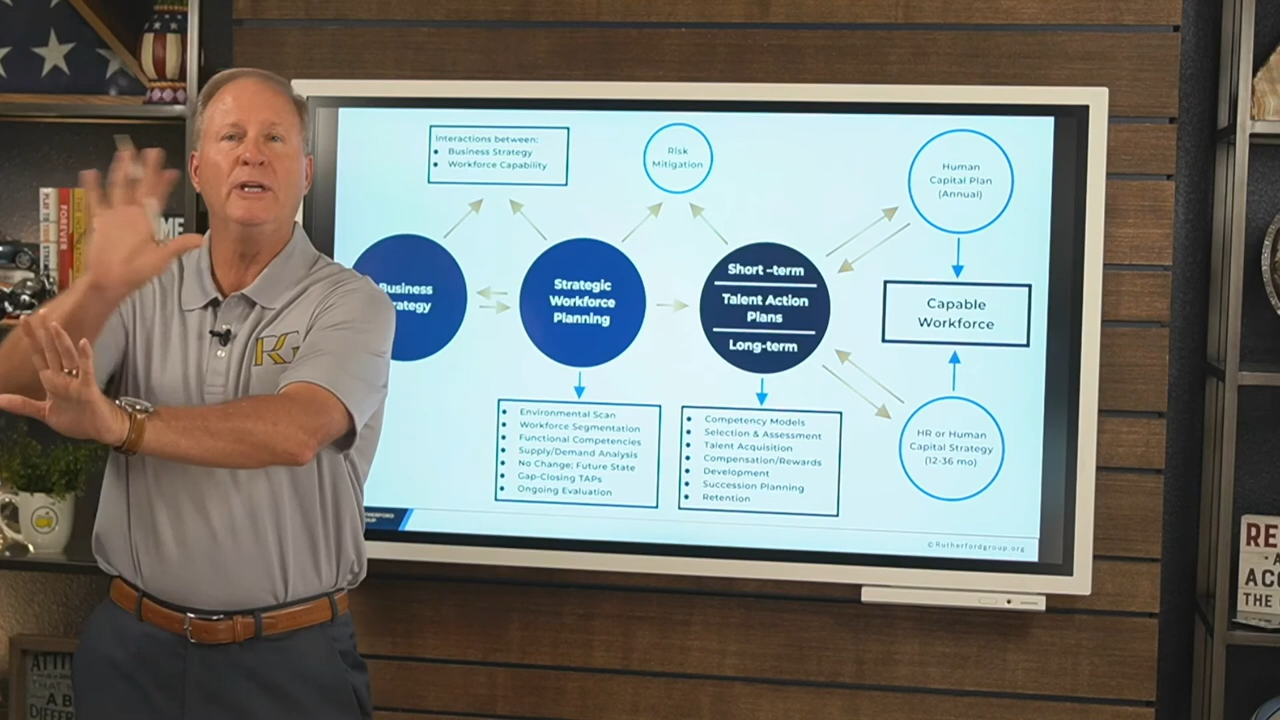 Interactions between:
• Business Strategy
• Workforce Capability
Risk
Mitigation
Human
Capital Plan
(Annual)
Business
Strategic
Workforce
Planning
Short –term
Talent Action
Plans
Long-term
Capable
Workforce
• Environmental Scan
• Workforce Segmentation
• Functional Competencies
• Supply/Demand Analysis
• No Change; Future State
• Gap-Closing TAPs
• Ongoing Evaluation
• Competency Models
• Selection & Assessment
• Talent Acquisition
• Compensation/Rewards
• Development
• Succession Planning
• Retention
HR or Human
Capital Strategy
(12-36 mo)
© Rutherfordgroup.org
RG
FOREVER